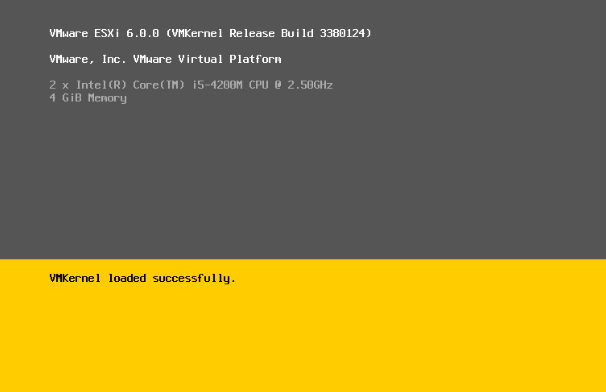 VMware ESXi 6.0.0 (VMKernel Release Build 3380124)
VMware, Inc. VMware Virtual Platform
2 x Intel(R) Core(TM) i5-4200M CPU @ 2.50GHz
4 GiB Memory
VMKernel loaded successfully.